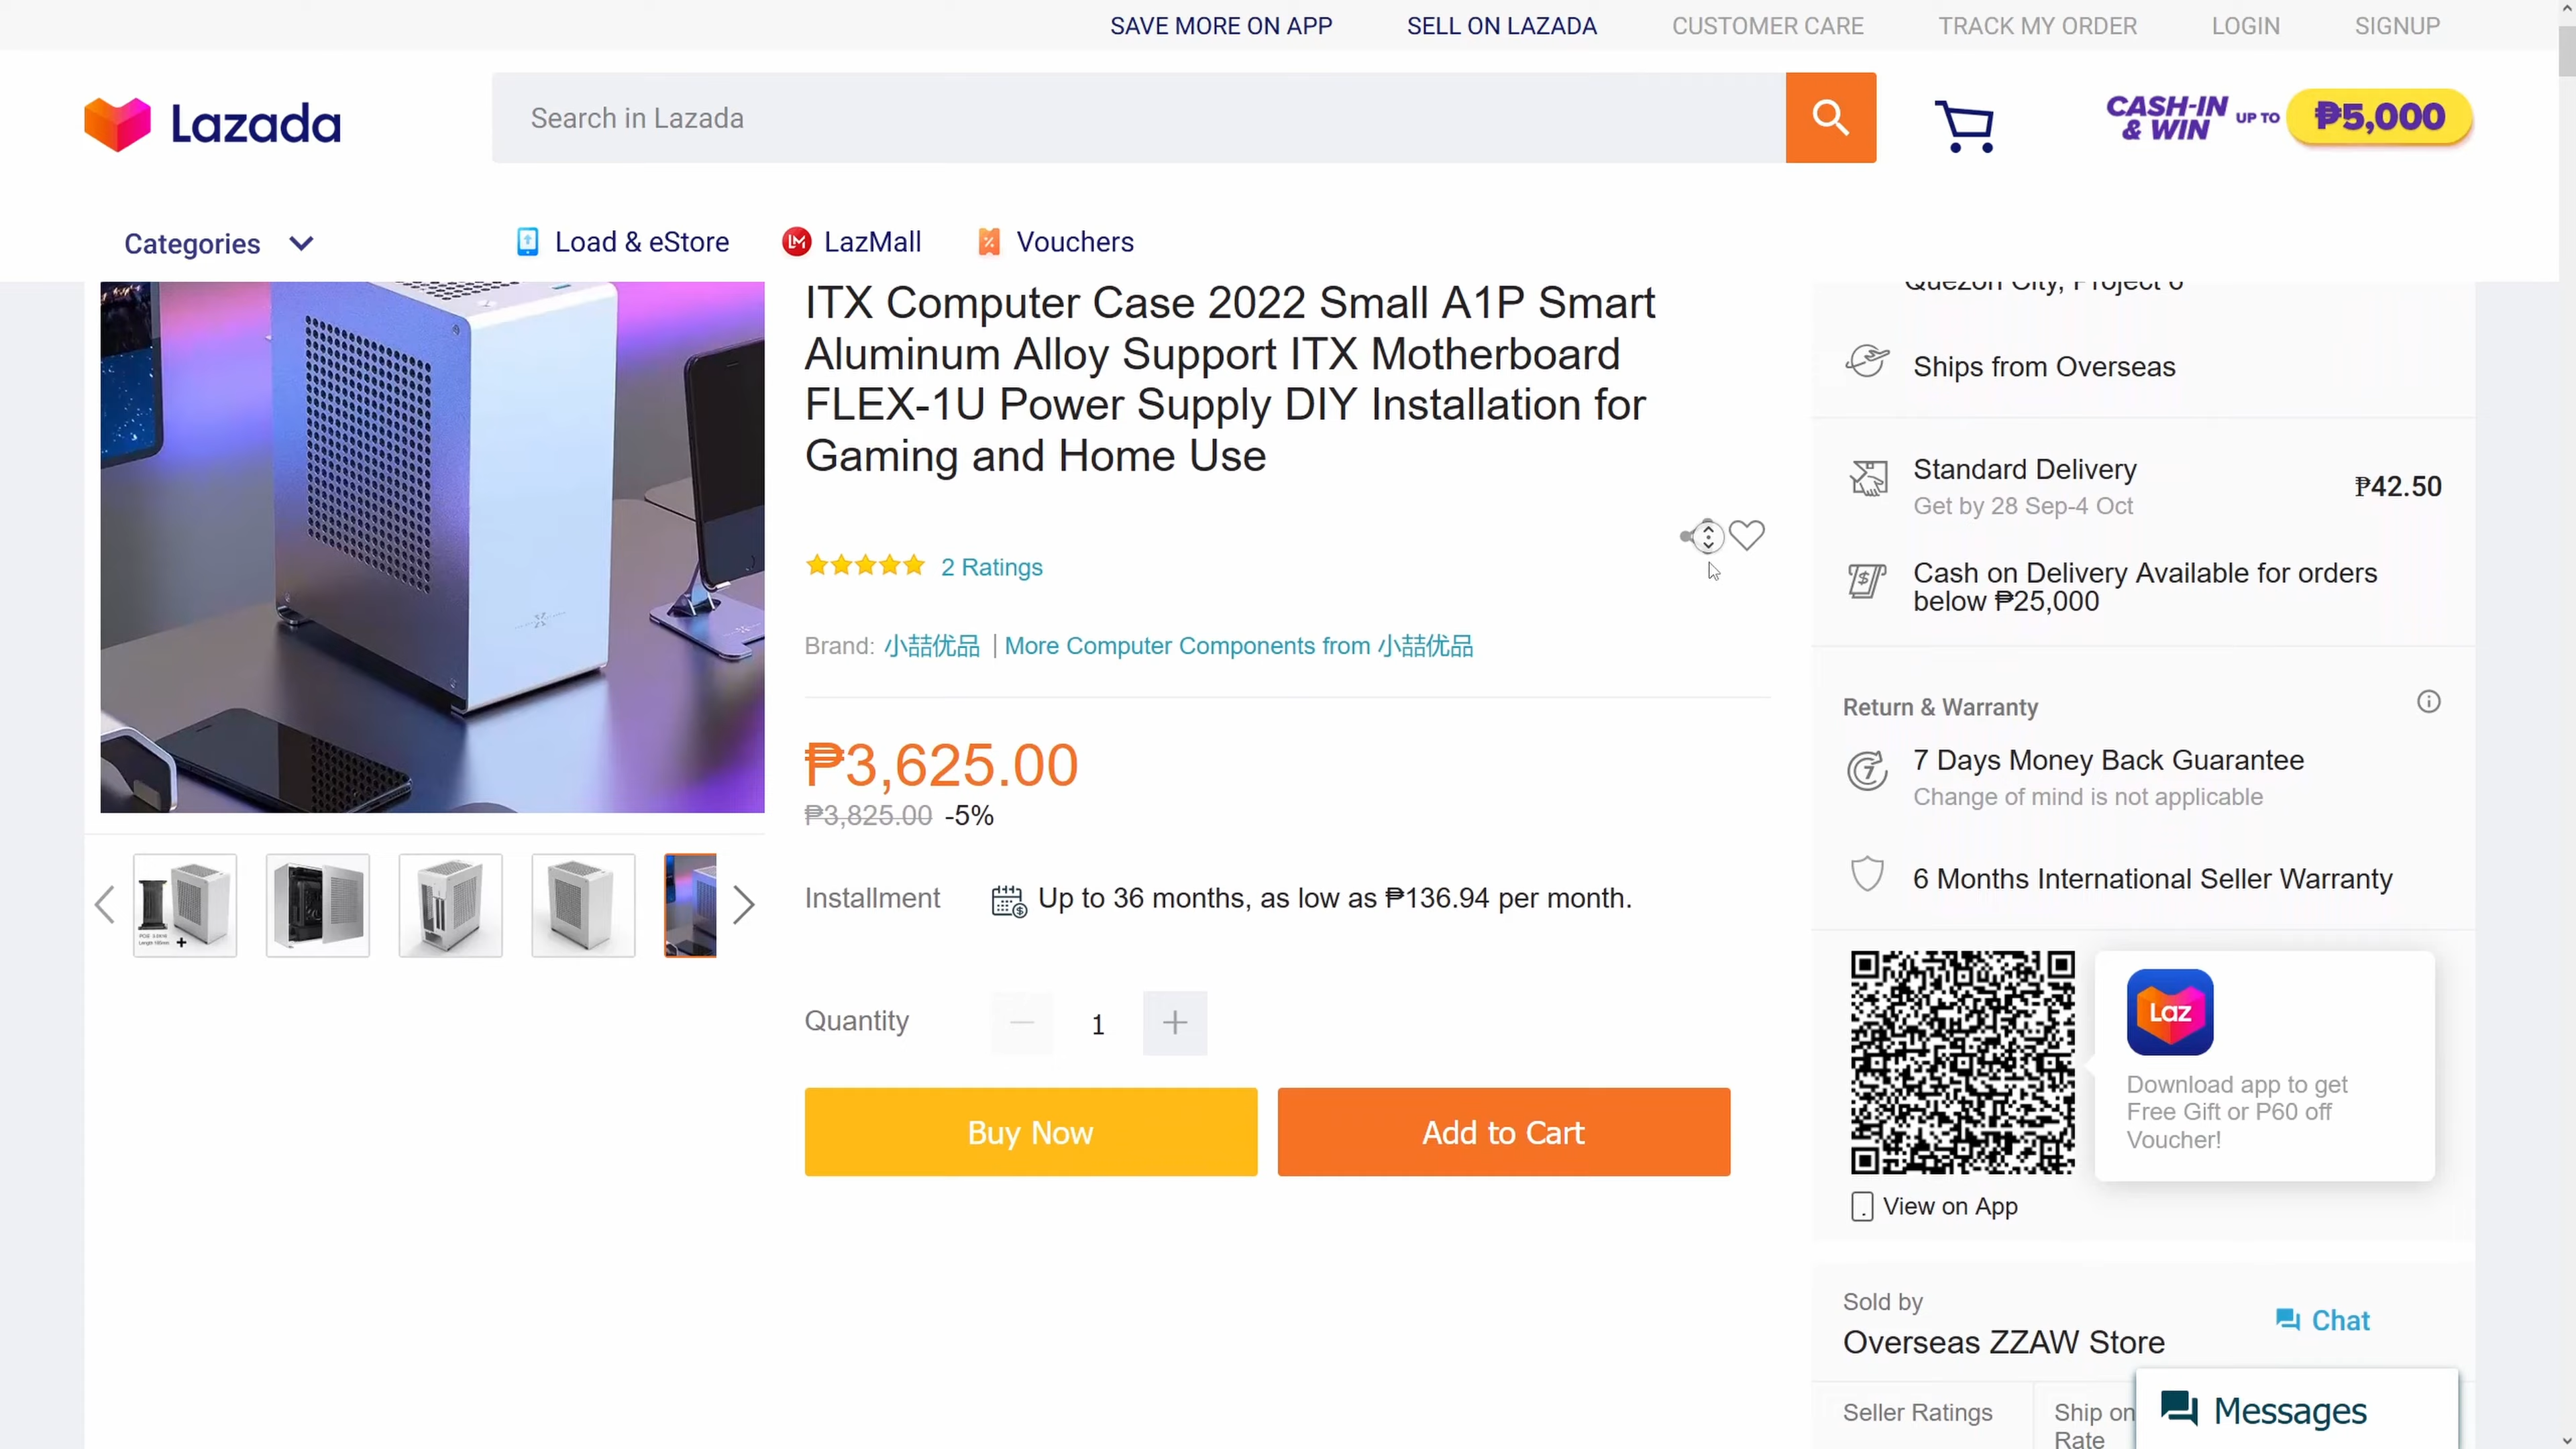 SAVE MORE ON APP SELL ON LAZADA CUSTOMER CARE TRACK MY ORDER LOGIN SIGNUP
Lazada
Search in Lazada
CASH-IN & WIN UP TO ₱5,000
Categories
Load & eStore LazMall Vouchers
ITX Computer Case 2022 Small A1P Smart
Aluminum Alloy Support ITX Motherboard
FLEX-1U Power Supply DIY Installation for
Gaming and Home Use
2 Ratings
Brand: 小喆优品 | More Computer Components from 小喆优品
₱3,625.00
₱3,825.00 -5%
Installment Up to 36 months, as low as ₱136.94 per month.
Quantity 1
Buy Now Add to Cart
Quezon City, Project 6
Ships from Overseas
Standard Delivery ₱42.50
Get by 28 Sep-4 Oct
Cash on Delivery Available for orders
below ₱25,000
Return & Warranty
7 Days Money Back Guarantee
Change of mind is not applicable
6 Months International Seller Warranty
Laz
Download app to get
Free Gift or P60 off
Voucher!
View on App
Sold by
Overseas ZZAW Store
Chat
Seller Ratings Ship on
Rate
Messages